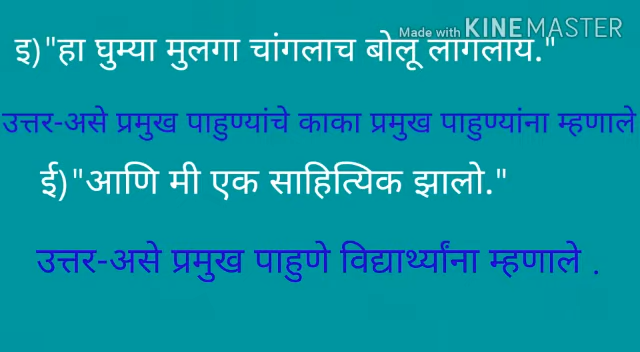 Made with KINEMASTER
इ)"हा घुम्या मुलगा चांगलाच बोलू लागलाय."
उत्तर-असे प्रमुख पाहुण्यांचे काका प्रमुख पाहुण्यांना म्हणाले
ई)"आणि मी एक साहित्यिक झालो."
उत्तर-असे प्रमुख पाहुणे विद्यार्थ्यांना म्हणाले .